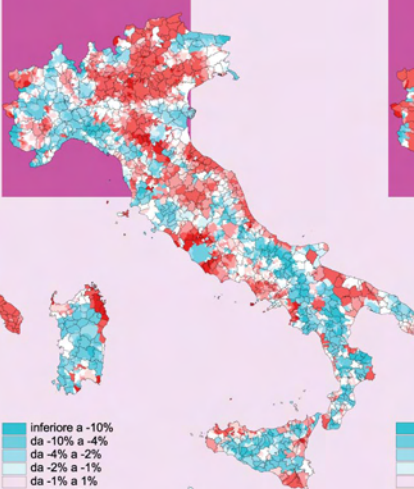 inferiore a -10%
da -10% a -4%
da -4% a -2%
da -2% a -1%
da -1% a 1%